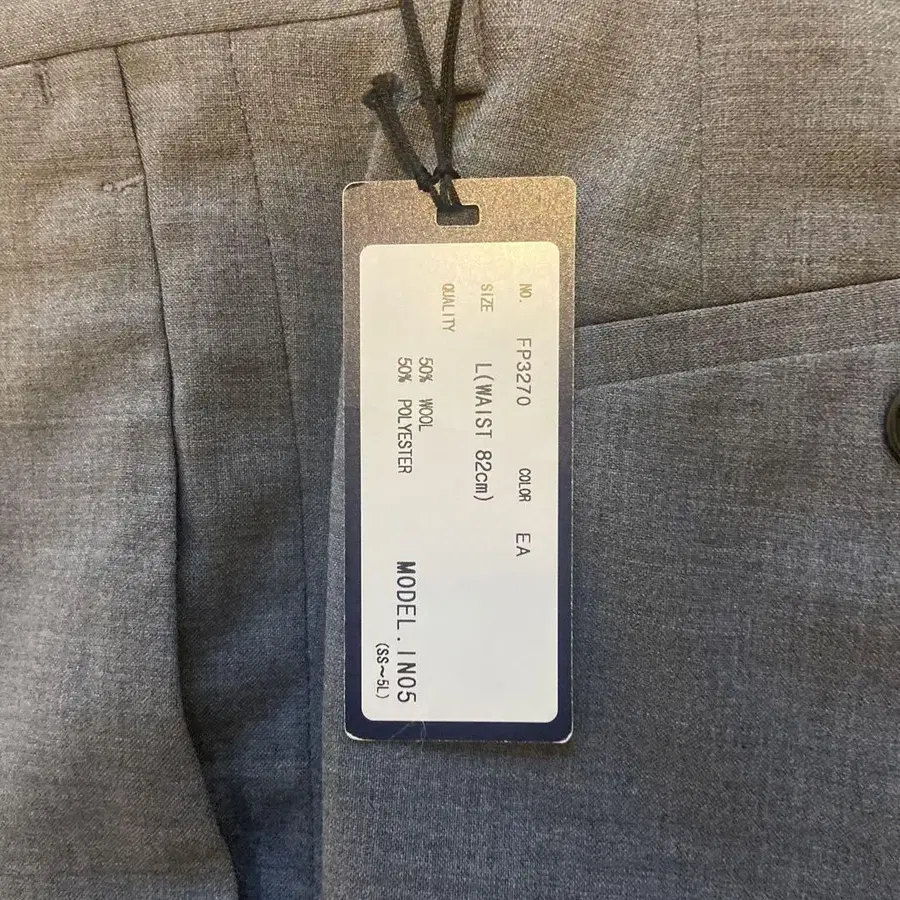 NO. FP3270 COLOR EA
SIZE L(WAIST 82cm)
QUALITY
50% WOOL
50% POLYESTER
MODEL.IN05
(SS~5L)